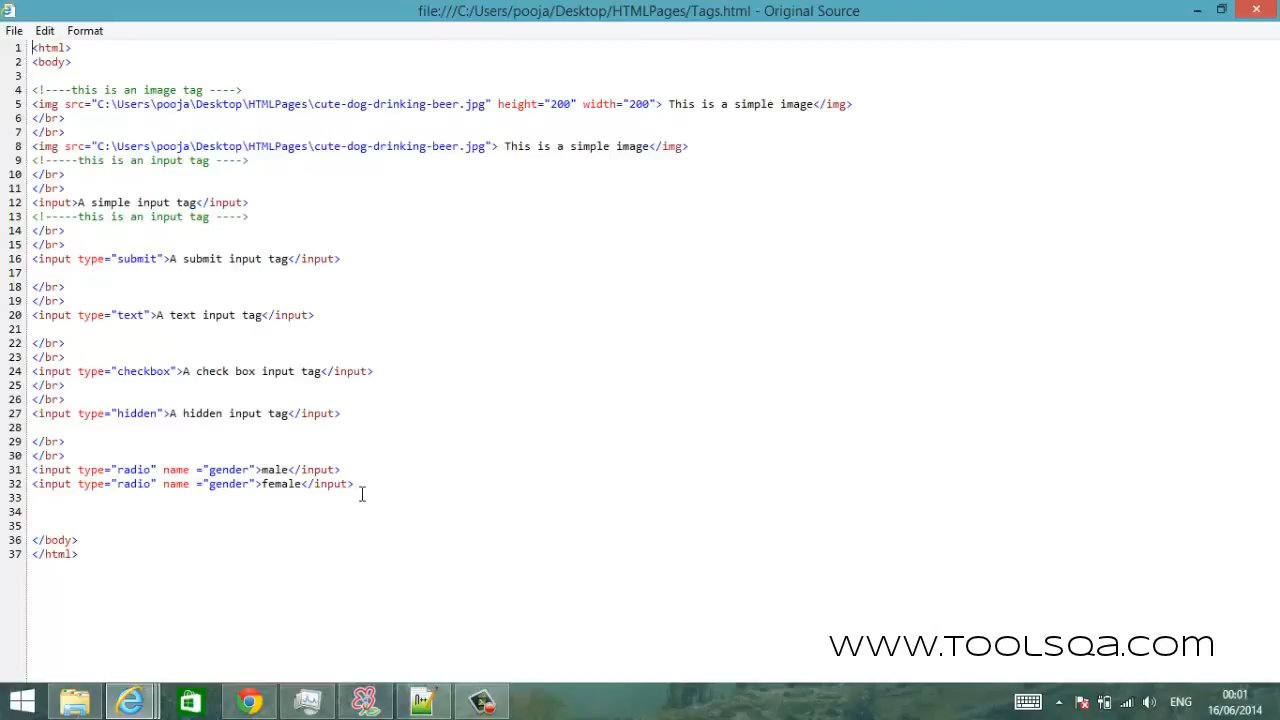 file:///C:/Users/pooja/Desktop/HTMLPages/Tags.html - Original Source
File Edit Format
1 <html>
2 <body>
3
4 <!----this is an image tag ---->
5 <img src="C:\Users\pooja\Desktop\HTMLPages\cute-dog-drinking-beer.jpg" height="200" width="200"> This is a simple image</img>
6 </br>
7 </br>
8 <img src="C:\Users\pooja\Desktop\HTMLPages\cute-dog-drinking-beer.jpg"> This is a simple image</img>
9 <!-----this is an input tag ---->
10 </br>
11 </br>
12 <input>A simple input tag</input>
13 <!-----this is an input tag ---->
14 </br>
15 </br>
16 <input type="submit">A submit input tag</input>
17
18 </br>
19 </br>
20 <input type="text">A text input tag</input>
21
22 </br>
23 </br>
24 <input type="checkbox">A check box input tag</input>
25 </br>
26 </br>
27 <input type="hidden">A hidden input tag</input>
28
29 </br>
30 </br>
31 <input type="radio" name ="gender">male</input>
32 <input type="radio" name ="gender">female</input>
33
34
35
36 </body>
37 </html>
www.TOOLSQA.com
ENG
00:01
16/06/2014